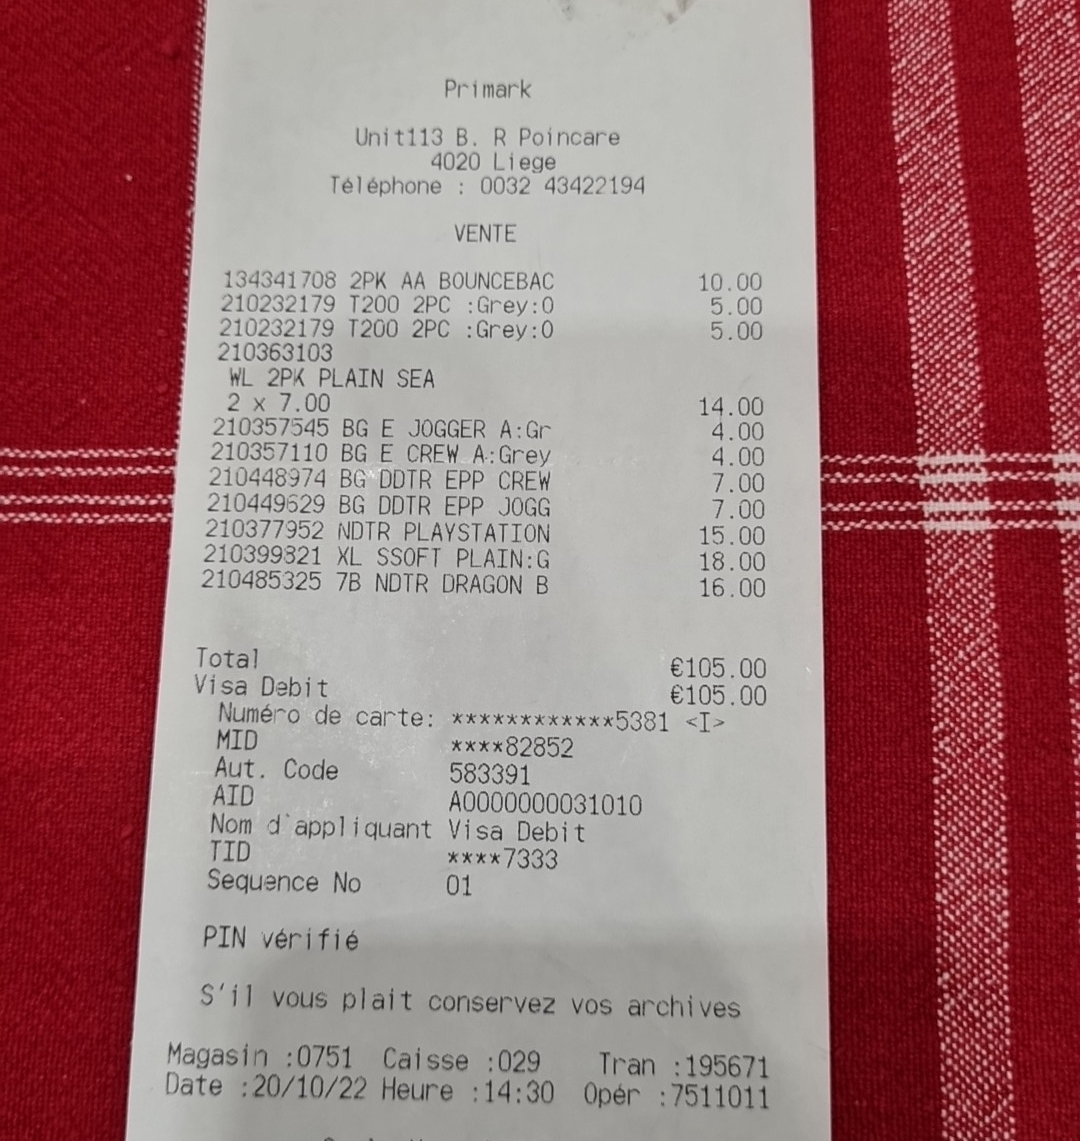 Primark
Unit113 B. R Poincare
4020 Liege
Téléphone : 0032 43422194
VENTE
134341708 2PK AA BOUNCEBAC 10.00
210232179 T200 2PC :Grey:0 5.00
210232179 T200 2PC :Grey:0 5.00
210363103
WL 2PK PLAIN SEA
2 x 7.00 14.00
210357545 BG E JOGGER A:Gr 4.00
210357110 BG E CREW A:Grey 4.00
210448974 BG DDTR EPP CREW 7.00
210449629 BG DDTR EPP JOGG 7.00
210377952 NDTR PLAYSTATION 15.00
210399821 XL SSOFT PLAIN:G 18.00
210485325 7B NDTR DRAGON B 16.00
Total €105.00
Visa Debit €105.00
Numéro de carte: ************5381 <I>
MID ****82852
Aut. Code 583391
AID A0000000031010
Nom d`appliquant Visa Debit
TID ****7333
Sequence No 01
PIN vérifié
S'il vous plait conservez vos archives
Magasin :0751 Caisse :029 Tran :195671
Date :20/10/22 Heure :14:30 Opér :7511011